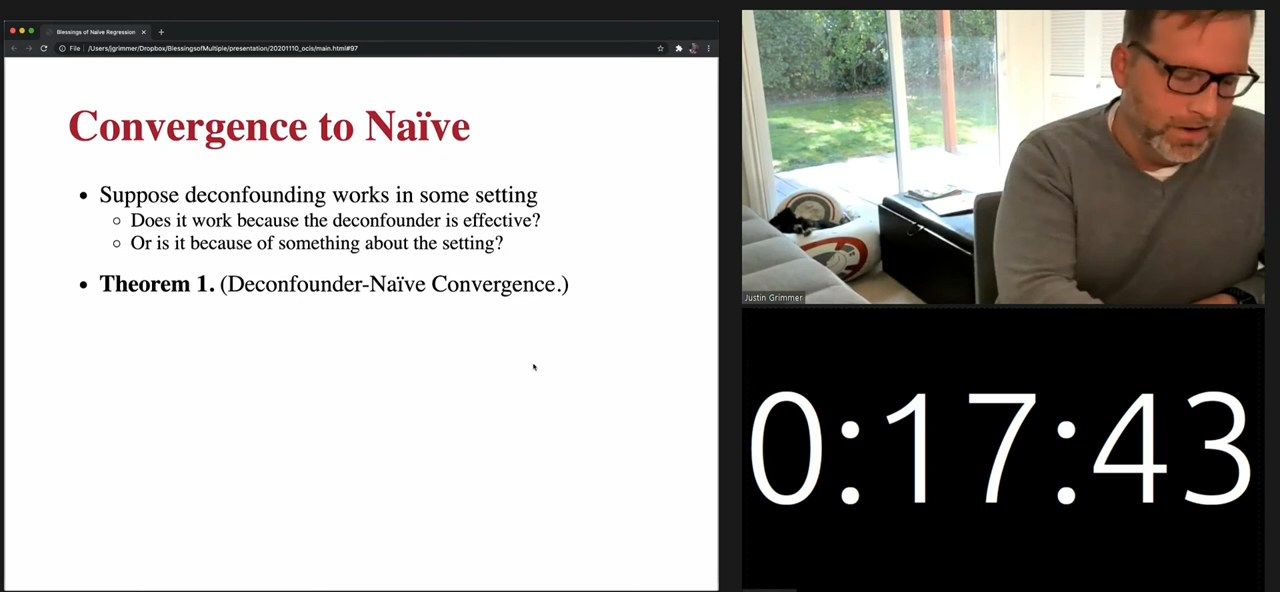 Blessings of Naïve Regression
File
/Users/jgrimmer/Dropbox/BlessingsofMultiple/presentation/20201110_ocis/main.html#97
Convergence to Naïve
Suppose deconfounding works in some setting
Does it work because the deconfounder is effective?
Or is it because of something about the setting?
Theorem 1. (Deconfounder-Naïve Convergence.)
Justin Grimmer
0:17:43